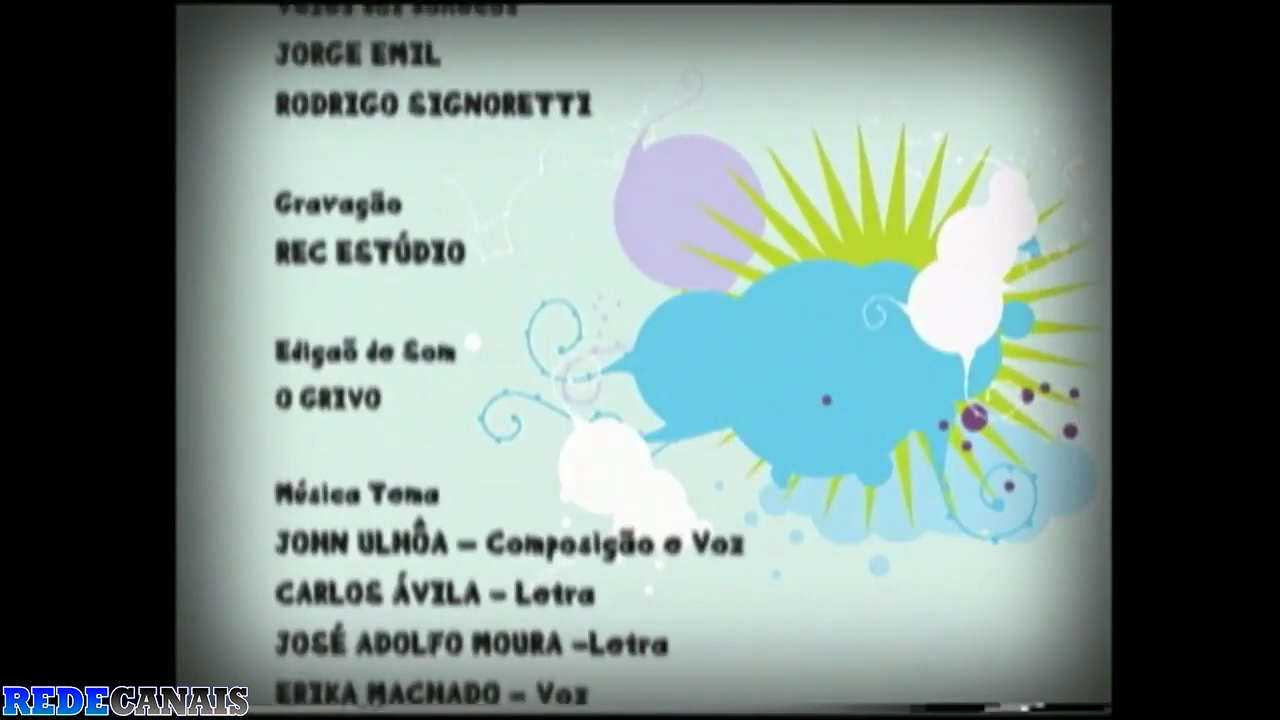 JORGE EMIL
RODRIGO SIGNORETTI
Gravação
REC ESTÚDIO
Ediçaõ de Som
O GRIVO
Música Tema
JOHN ULHÔA – Composição e Voz
CARLOS ÁVILA – Letra
JOSÉ ADOLFO MOURA –Letra
ERIKA MACHADO – Voz
REDECANAIS